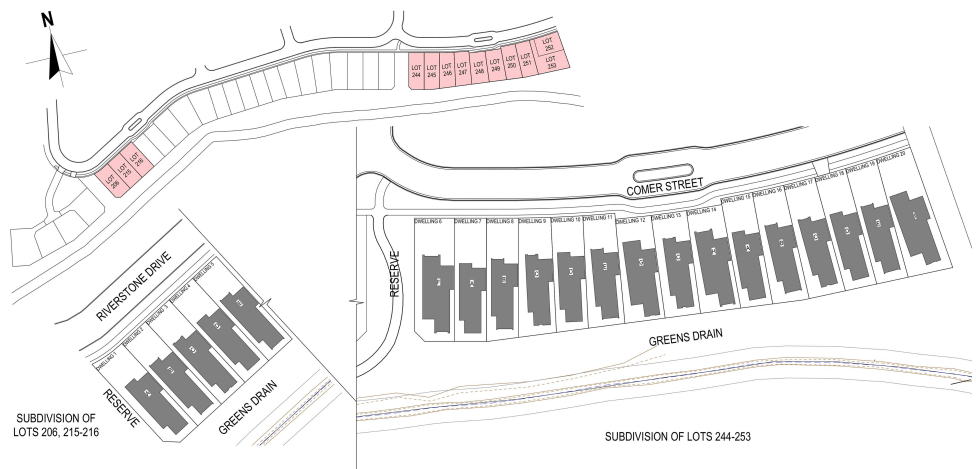 N
LOT
206
LOT
215
LOT
216
LOT
244
LOT
245
LOT
246
LOT
247
LOT
248
LOT
249
LOT
250
LOT
251
LOT
252
LOT
253
RIVERSTONE DRIVE
DWELLING 1
DWELLING 2
DWELLING 3
DWELLING 4
DWELLING 5
RESERVE
GREENS DRAIN
SUBDIVISION OF
LOTS 206, 215-216
COMER STREET
RESERVE
DWELLING 6
DWELLING 7
DWELLING 8
DWELLING 9
DWELLING 10
DWELLING 11
DWELLING 12
DWELLING 13
DWELLING 14
DWELLING 15
DWELLING 16
DWELLING 17
DWELLING 18
DWELLING 19
DWELLING 20
GREENS DRAIN
SUBDIVISION OF LOTS 244-253